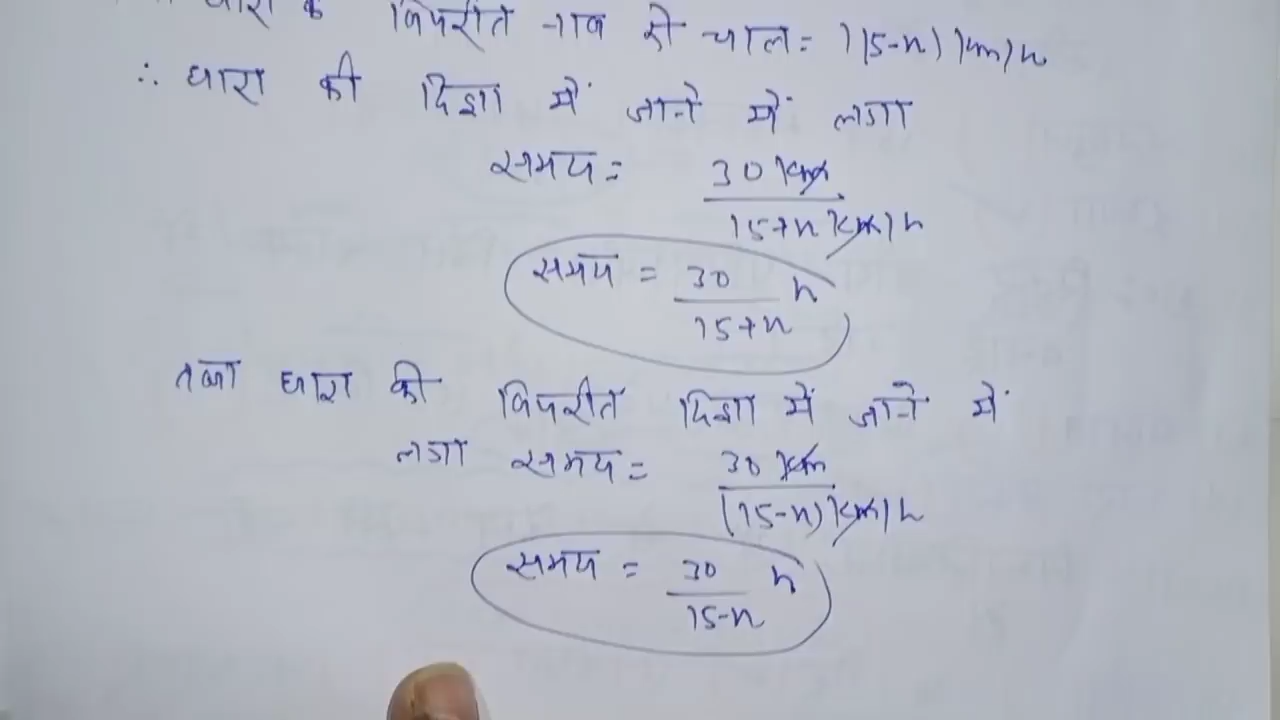 धारा के विपरीत नाव की चाल = (15-x) km/h
∴ धारा की दिशा में जाने में लगा
समय = 30 km / 15+x km/h
समय = 30 / 15+x h
तथा धारा की विपरीत दिशा में जाने में
लगा समय = 30 km / (15-x) km/h
समय = 30 / 15-x h